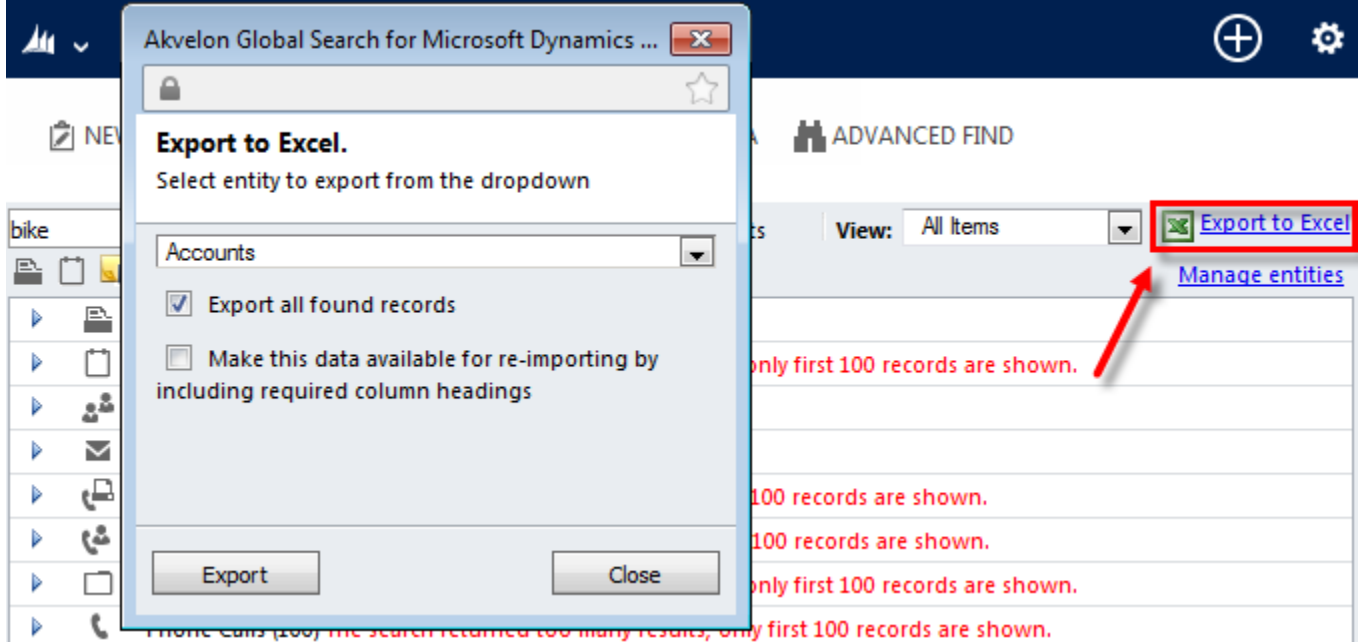 Akvelon Global Search for Microsoft Dynamics ...
NEW
ADVANCED FIND
Export to Excel.
Select entity to export from the dropdown
bike
View: All Items
Export to Excel
Accounts
Manage entities
Export all found records
Make this data available for re-importing by
including required column headings
only first 100 records are shown.
100 records are shown.
100 records are shown.
Export
Close
only first 100 records are shown.
Phone Calls (100) The search returned too many results, only first 100 records are shown.